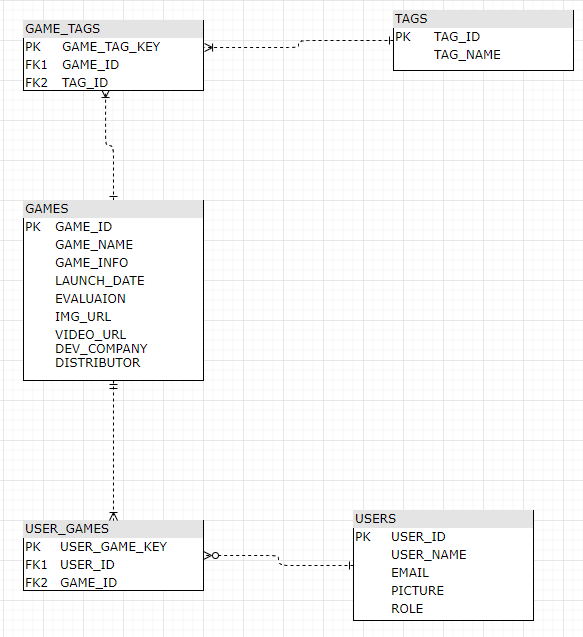 GAME_TAGS
PK GAME_TAG_KEY
FK1 GAME_ID
FK2 TAG_ID
TAGS
PK TAG_ID
TAG_NAME
GAMES
PK GAME_ID
GAME_NAME
GAME_INFO
LAUNCH_DATE
EVALUAION
IMG_URL
VIDEO_URL
DEV_COMPANY
DISTRIBUTOR
USER_GAMES
PK USER_GAME_KEY
FK1 USER_ID
FK2 GAME_ID
USERS
PK USER_ID
USER_NAME
EMAIL
PICTURE
ROLE